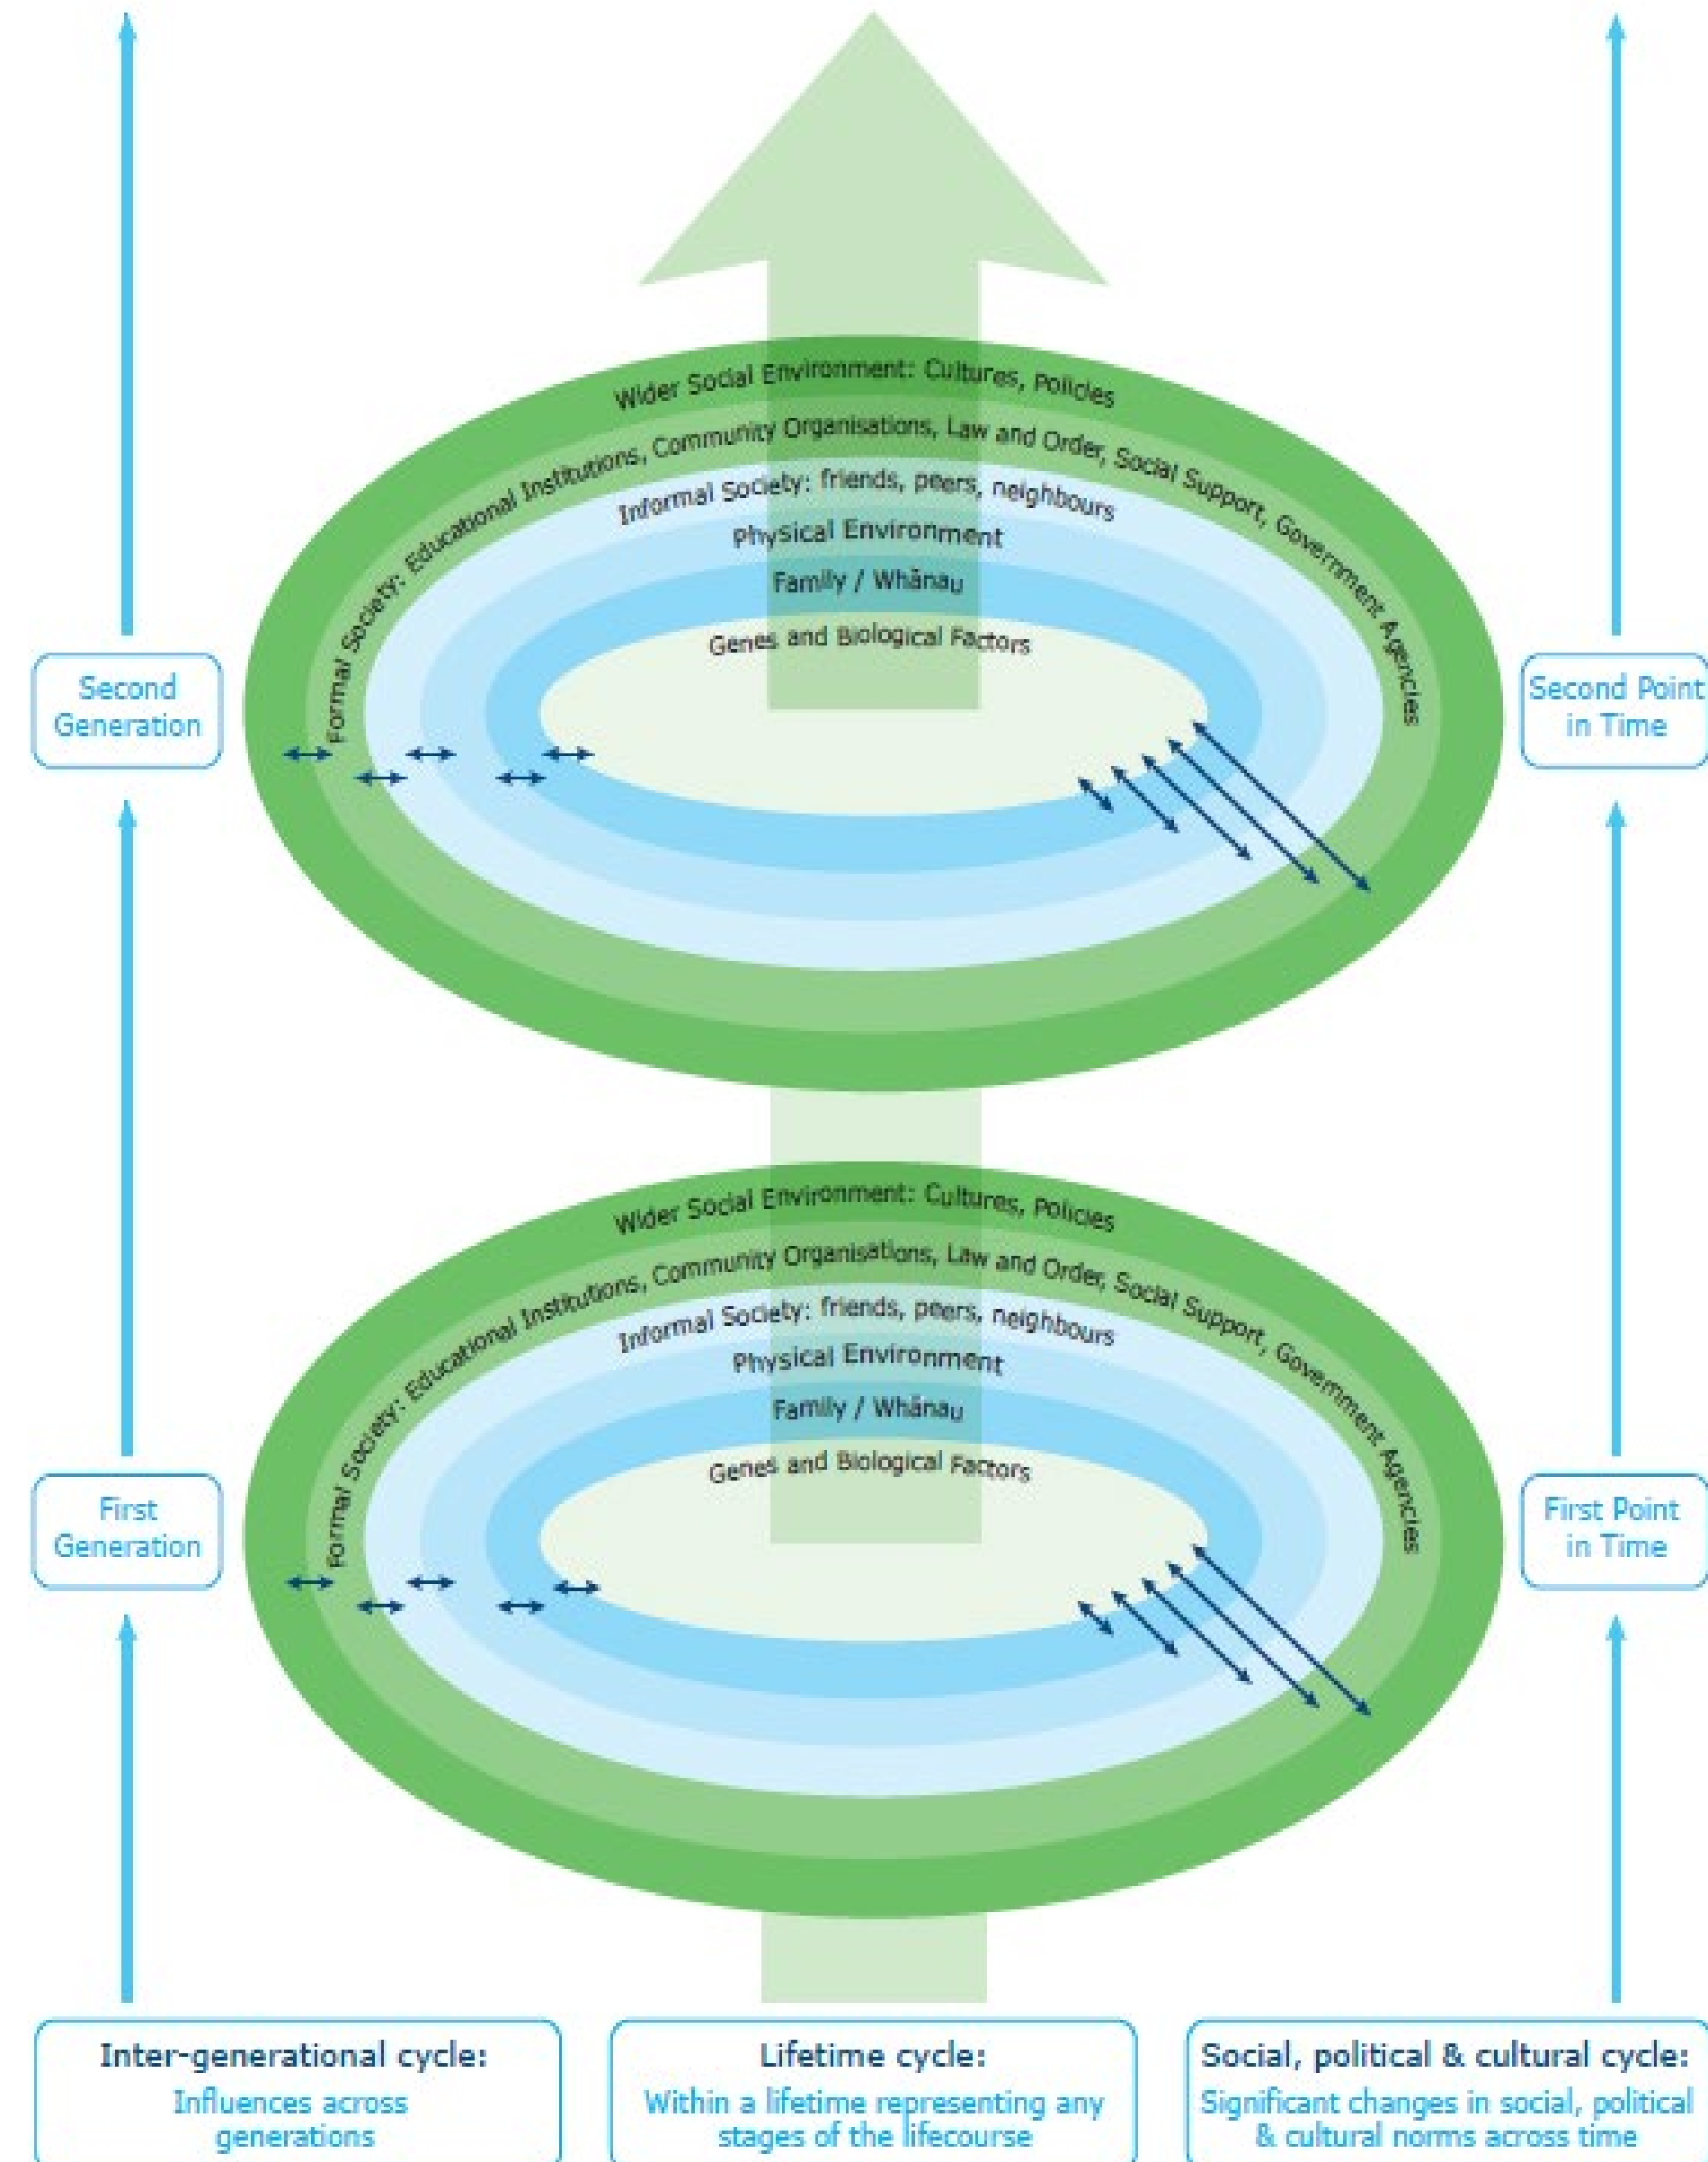 Wider Social Environment: Cultures, Policies
Formal Society: Educational Institutions, Community Organisations, Law and Order, Social Support, Government Agencies
Informal Society: friends, peers, neighbours
Physical Environment
Family / Whānau
Genes and Biological Factors
Second
Generation
Second Point
in Time
Wider Social Environment: Cultures, Policies
Formal Society: Educational Institutions, Community Organisations, Law and Order, Social Support, Government Agencies
Informal Society: friends, peers, neighbours
Physical Environment
Family / Whānau
Genes and Biological Factors
First
Generation
First Point
in Time
Inter-generational cycle:
Influences across
generations
Lifetime cycle:
Within a lifetime representing any
stages of the lifecourse
Social, political & cultural cycle:
Significant changes in social, political
& cultural norms across time